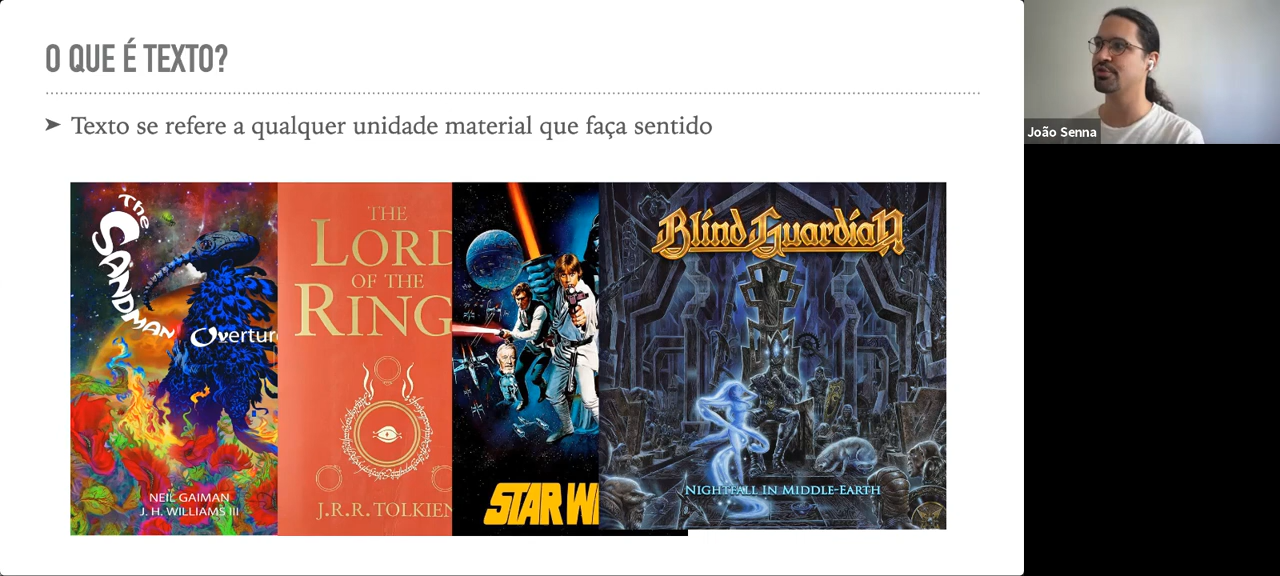 O QUE É TEXTO?
➤ Texto se refere a qualquer unidade material que faça sentido
The
SANDMAN
Overtur
NEIL GAIMAN
J. H. WILLIAMS III
THE
LORD
OF THE
RING
J.R.R. TOLKIEN
STAR W
Blind Guardian
NIGHTFALL IN MIDDLE-EARTH
João Senna